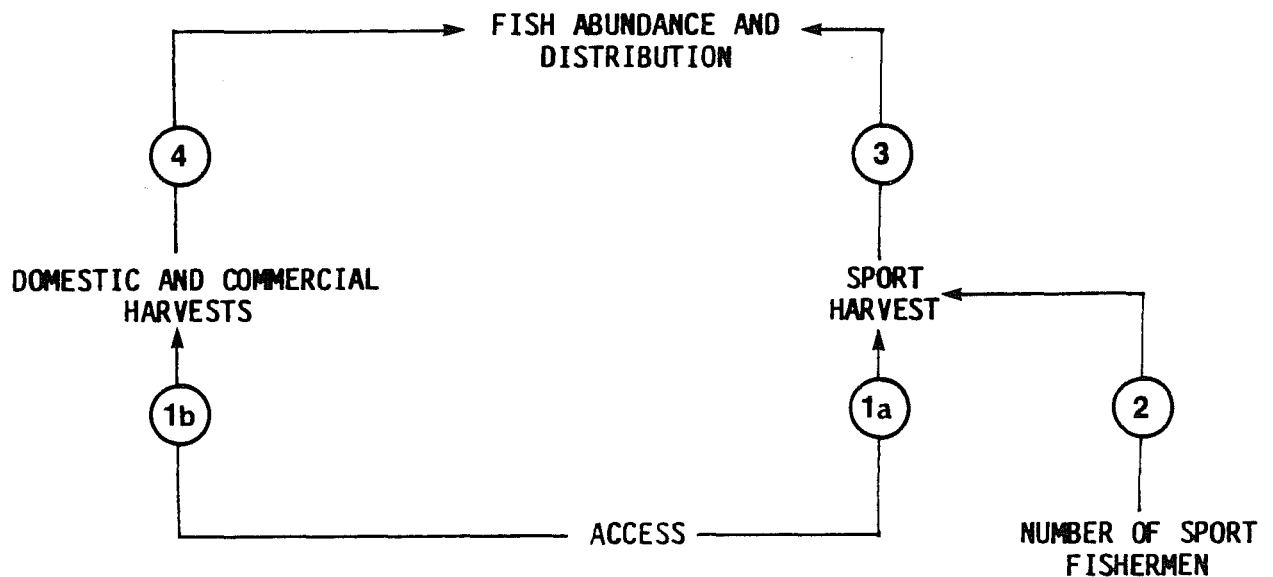 FISH ABUNDANCE AND
DISTRIBUTION
4
3
DOMESTIC AND COMMERCIAL
HARVESTS
SPORT
HARVEST
1b
1a
2
ACCESS
NUMBER OF SPORT
FISHERMEN